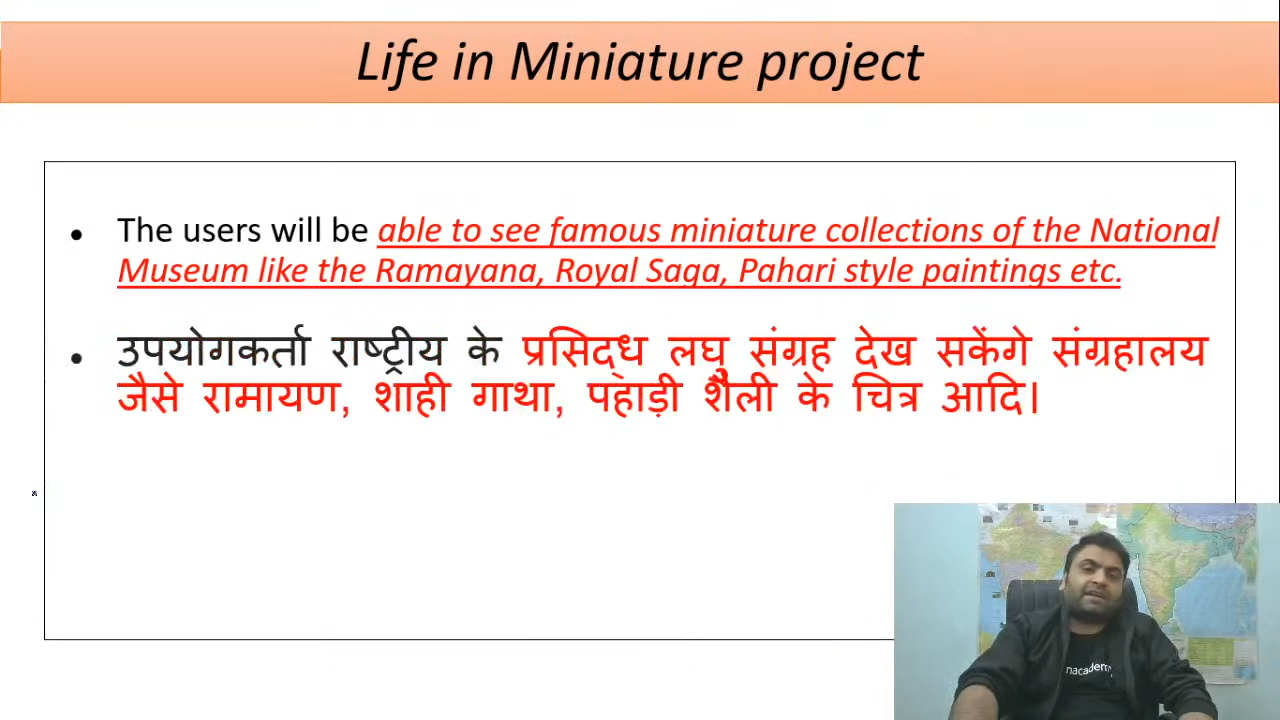 Life in Miniature project
• The users will be able to see famous miniature collections of the National
Museum like the Ramayana, Royal Saga, Pahari style paintings etc.
• उपयोगकर्ता राष्ट्रीय के प्रसिद्ध लघु संग्रह देख सकेंगे संग्रहालय
जैसे रामायण, शाही गाथा, पहाड़ी शैली के चित्र आदि।
nacadem